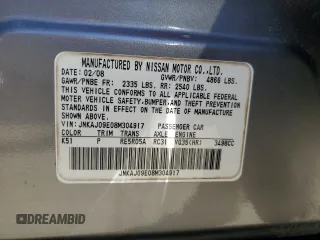 MANUFACTURED BY NISSAN MOTOR CO.,LTD.
DATE: 02/08 GVWR/PNBV: 4866 LBS.
GAWR/PNBE FR: 2335 LBS. RR: 2540 LBS.
THIS VEHICLE CONFORMS TO ALL APPLICABLE FEDERAL
MOTOR VEHICLE SAFETY,BUMPER,AND THEFT PREVENTION
STANDARDS IN EFFECT ON THE DATE OF MANUFACTURE
SHOWN ABOVE.
VIN: JNKAJ09E08M304917 PASSENGER CAR
COLOR TRIM TRANS AXLE ENGINE
K51 P RE5R05A RC31 VQ35(HR) 3498CC
JNKAJ09E08M304917
DREAMBID